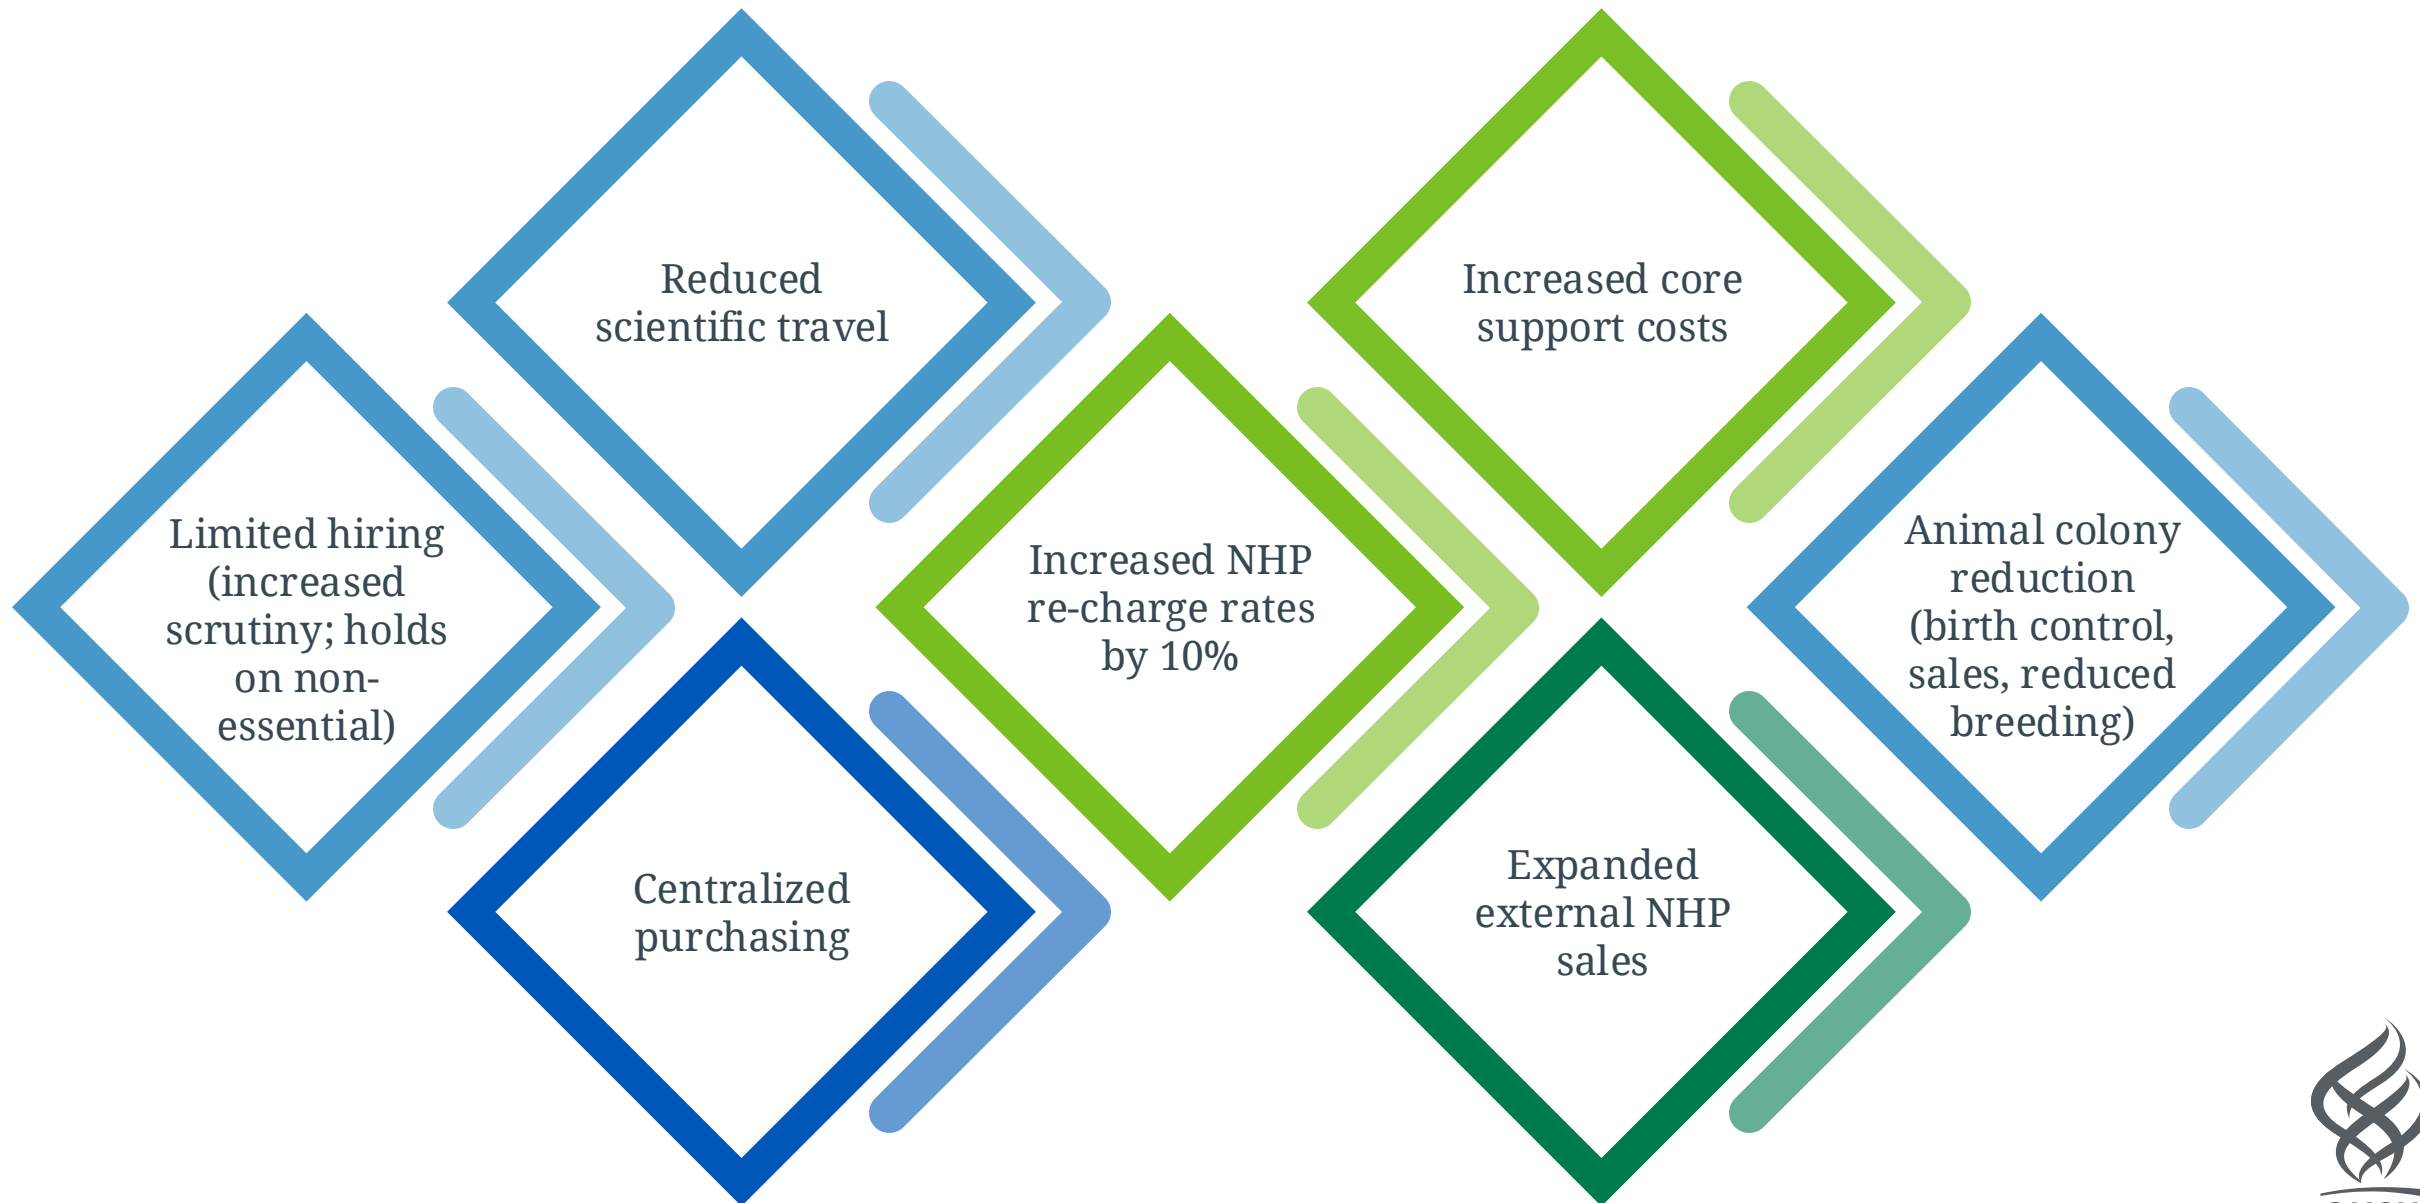 Reduced
scientific travel
Increased core
support costs
Limited hiring
(increased
scrutiny; holds
on non-
essential)
Increased NHP
re-charge rates
by 10%
Animal colony
reduction
(birth control,
sales, reduced
breeding)
Centralized
purchasing
Expanded
external NHP
sales